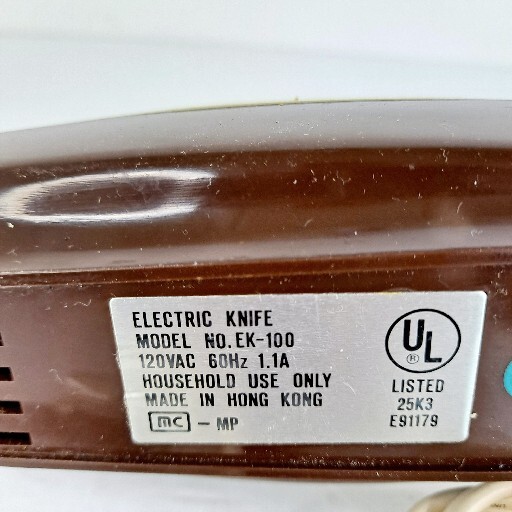 ELECTRIC KNIFE
MODEL NO. EK-100
120VAC 60Hz 1.1A
HOUSEHOLD USE ONLY
MADE IN HONG KONG
mc - MP
UL ®
LISTED
25K3
E91179